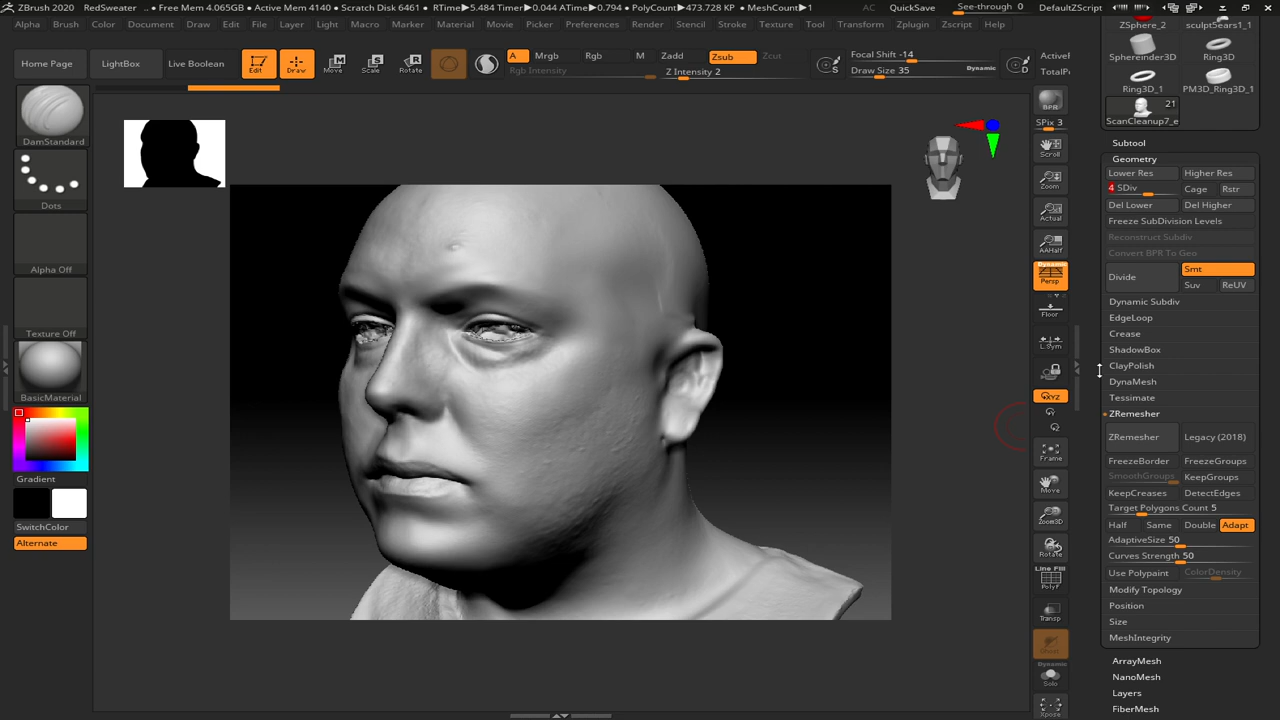 ZBrush 2020 RedSweater .. • Free Mem 4.065GB • Active Mem 4140 • Scratch Disk 6461 • RTime▶5.484 Timer▶0.044 ATime▶0.794 • PolyCount▶473.728 KP • MeshCount▶1 AC QuickSave See-through 0 DefaultZScript
Alpha Brush Color Document Draw Edit File Layer Light Macro Marker Material Movie Picker Preferences Render Stencil Stroke Texture Tool Transform Zplugin Zscript Help
Home Page LightBox Live Boolean Edit Draw Move Scale Rotate
A Mrgb Rgb M Zadd Zsub Zcut
Rgb Intensity Z Intensity 2
Focal Shift -14
Draw Size 35 Dynamic
S D
ActiveP
TotalPo
DamStandard
Dots
Alpha Off
Texture Off
BasicMaterial
Gradient
SwitchColor
Alternate
BPR
SPix 3
Scroll
Zoom
Actual
AAHalf
Dynamic
Persp
Floor
L.Sym
XYZ
Frame
Move
Zoom3D
Rotate
Line Fill
PolyF
Transp
Ghost
Dynamic
Solo
Xpose
ZSphere_2 sculptSears1_1
Sphereinder3D Ring3D
Ring3D_1 PM3D_Ring3D_1
21
ScanCleanup7_e
Subtool
Geometry
Lower Res Higher Res
4 SDiv Cage Rstr
Del Lower Del Higher
Freeze SubDivision Levels
Reconstruct Subdiv
Convert BPR To Geo
Divide Smt
Suv ReUV
Dynamic Subdiv
EdgeLoop
Crease
ShadowBox
ClayPolish
DynaMesh
Tessimate
ZRemesher
ZRemesher Legacy (2018)
FreezeBorder FreezeGroups
SmoothGroups KeepGroups
KeepCreases DetectEdges
Target Polygons Count 5
Half Same Double Adapt
AdaptiveSize 50
Curves Strength 50
Use Polypaint ColorDensity
Modify Topology
Position
Size
MeshIntegrity
ArrayMesh
NanoMesh
Layers
FiberMesh